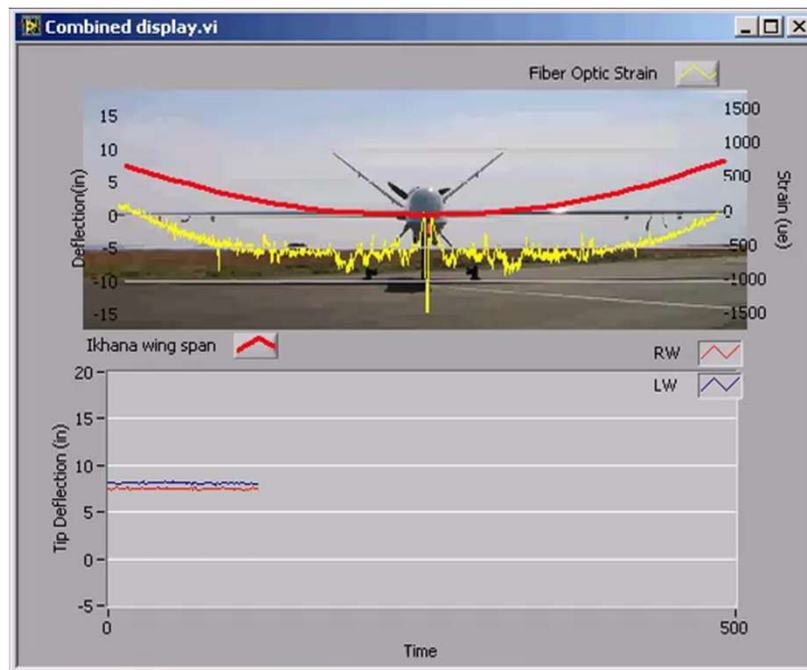 Combined display.vi
Fiber Optic Strain
15
10
5
0
-5
-10
-15
Deflection(in)
1500
1000
500
0
-500
-1000
-1500
Strain (ue)
Ikhana wing span
RW
LW
20
15
10
5
0
-5
Tip Deflection (in)
0
500
Time